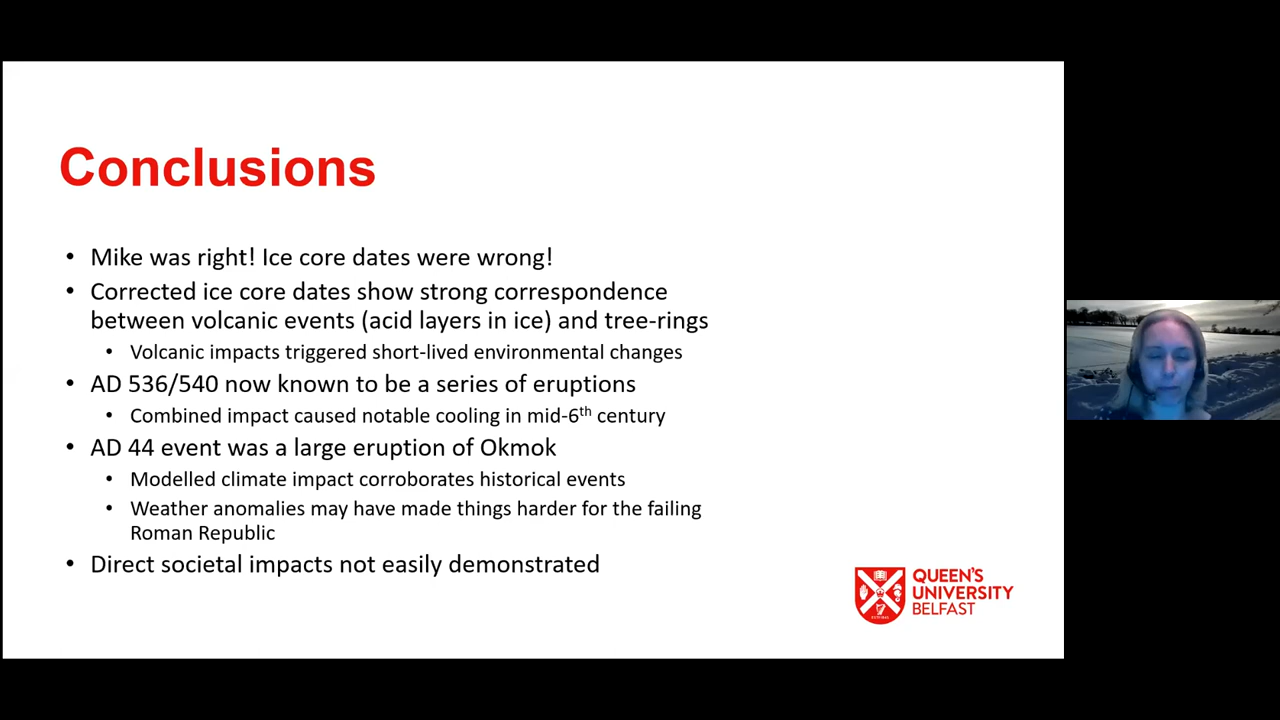 Conclusions
• Mike was right! Ice core dates were wrong!
• Corrected ice core dates show strong correspondence
between volcanic events (acid layers in ice) and tree-rings
• Volcanic impacts triggered short-lived environmental changes
• AD 536/540 now known to be a series of eruptions
• Combined impact caused notable cooling in mid-6th century
• AD 44 event was a large eruption of Okmok
• Modelled climate impact corroborates historical events
• Weather anomalies may have made things harder for the failing
Roman Republic
• Direct societal impacts not easily demonstrated
QUEEN'S
UNIVERSITY
BELFAST